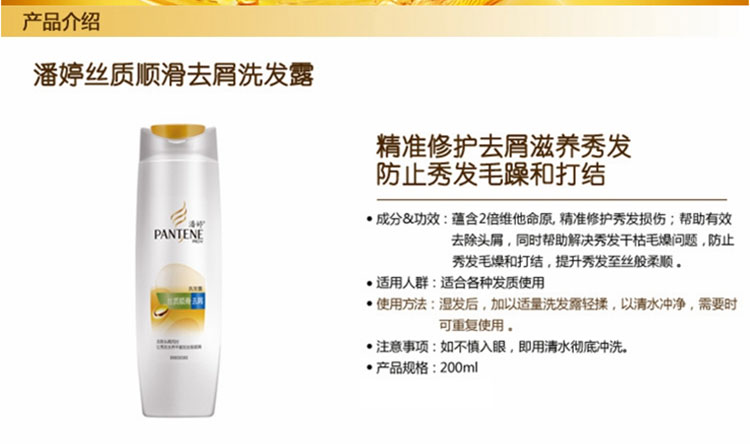 产品介绍
潘婷丝质顺滑去屑洗发露
精准修护去屑滋养秀发
防止秀发毛躁和打结
• 成分&功效：蕴含2倍维他命原, 精准修护秀发损伤；帮助有效
去除头屑，同时帮助解决秀发干枯毛燥问题，防止
秀发毛燥和打结，提升秀发至丝般柔顺。
• 适用人群：适合各种发质使用
• 使用方法：湿发后，加以适量洗发露轻揉，以清水冲净，需要时
可重复使用。
• 注意事项：如不慎入眼，即用清水彻底冲洗。
• 产品规格：200ml
潘婷
PANTENE
PRO-V
洗发露
丝质顺滑去屑